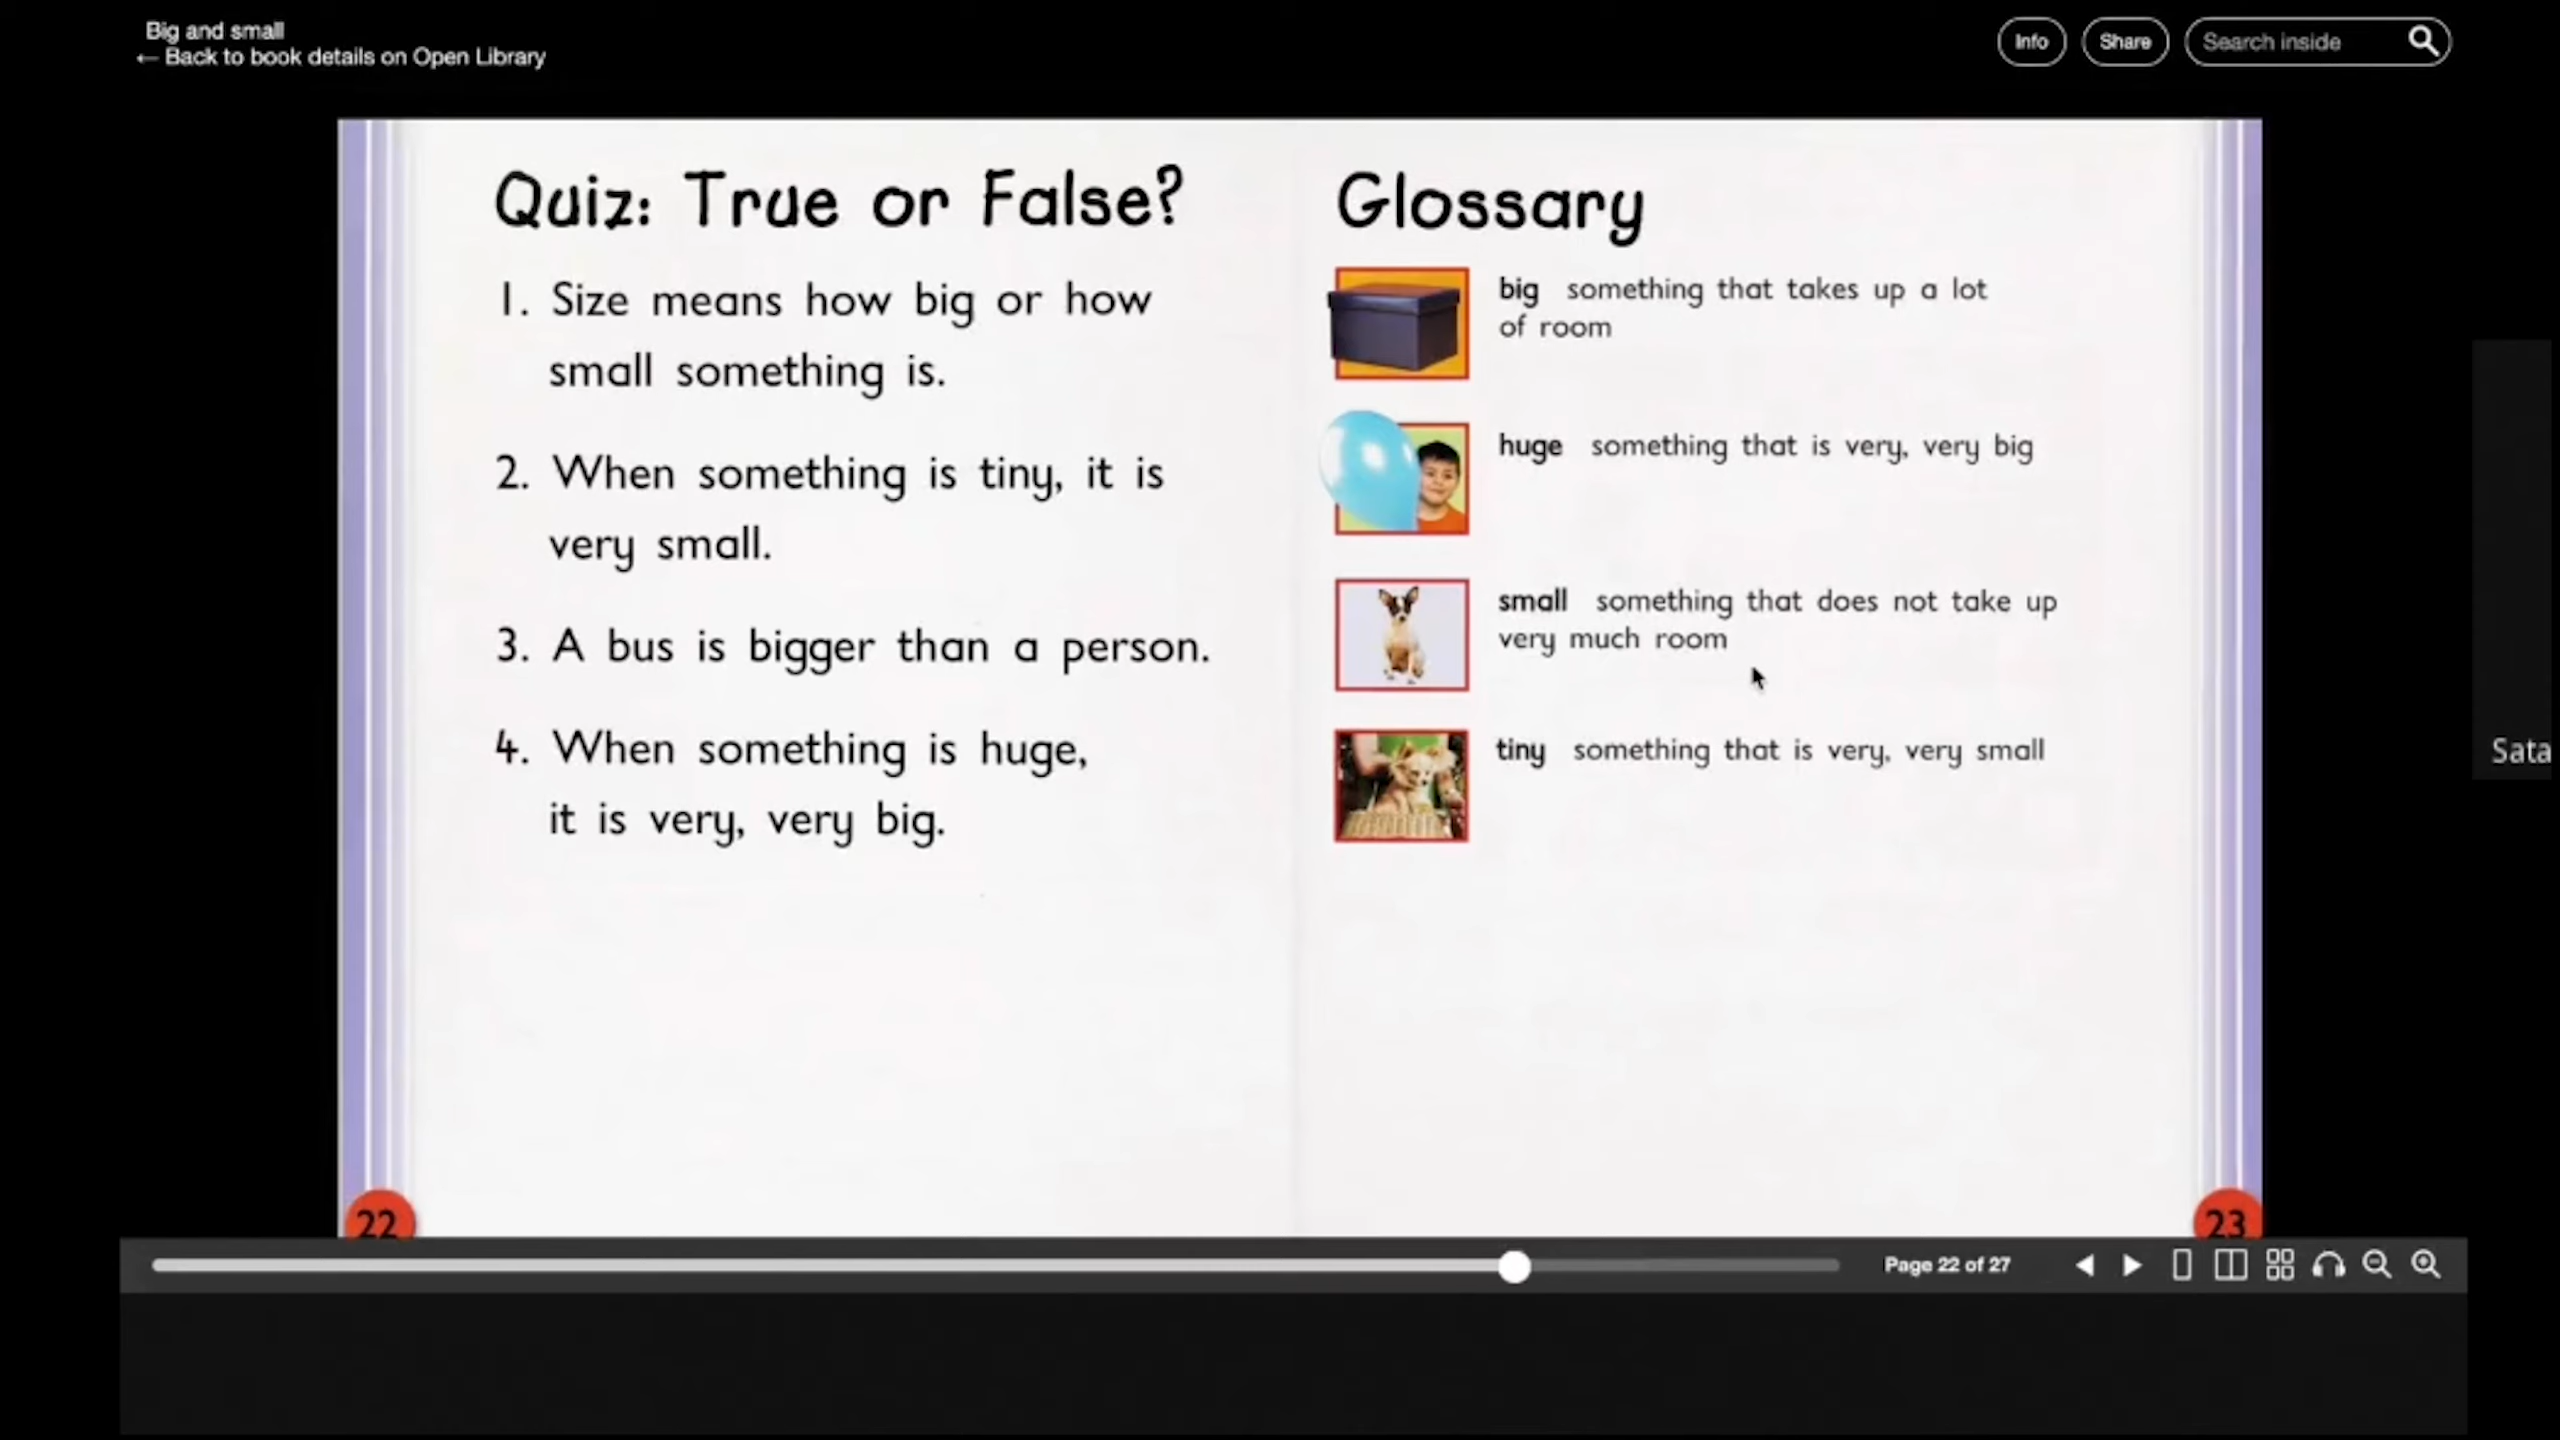 Big and small
← Back to book details on Open Library
Info
Share
Search inside
Quiz: True or False?
1. Size means how big or how
small something is.
2. When something is tiny, it is
very small.
3. A bus is bigger than a person.
4. When something is huge,
it is very, very big.
22
Glossary
big something that takes up a lot
of room
huge something that is very, very big
small something that does not take up
very much room
tiny something that is very, very small
23
Sata
Page 22 of 27